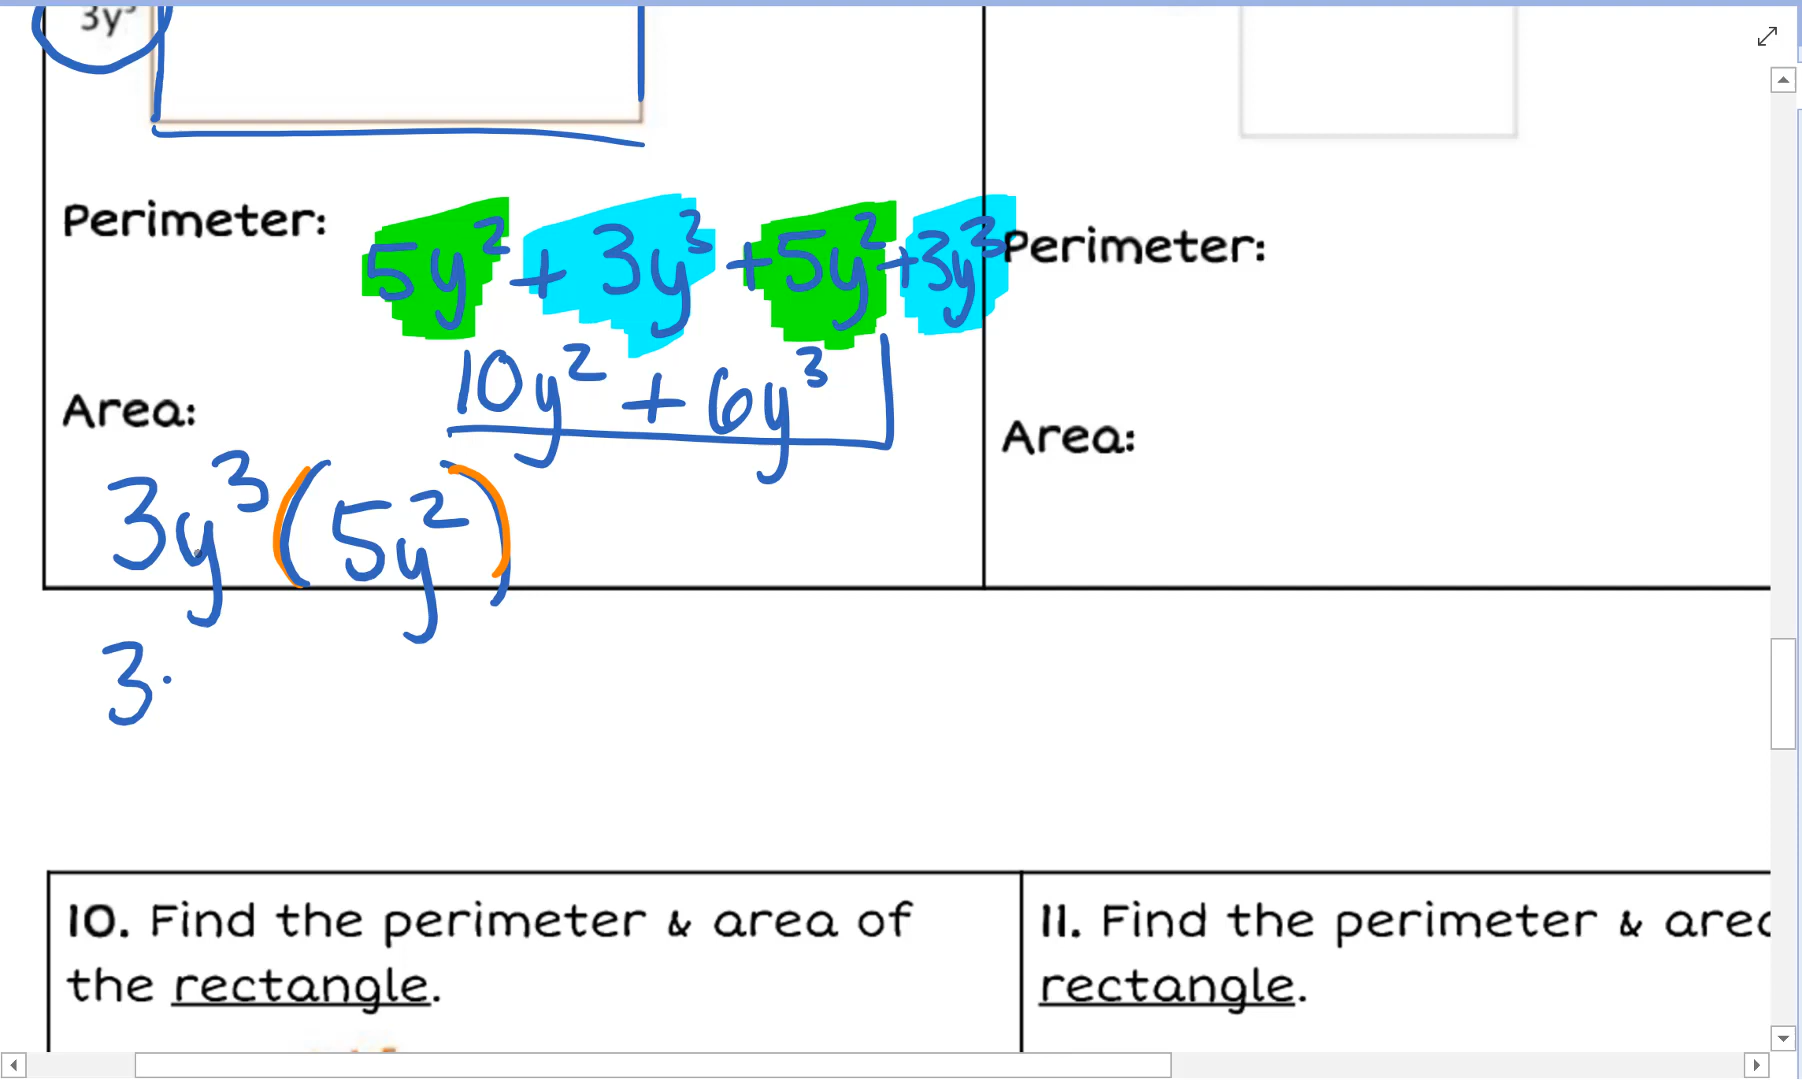 3y³
Perimeter:
5y² + 3y³ + 5y² + 3y³
10y² + 6y³
Area:
3y³(5y²)
3·
Perimeter:
Area:
10. Find the perimeter & area of
the rectangle.
11. Find the perimeter & area
rectangle.